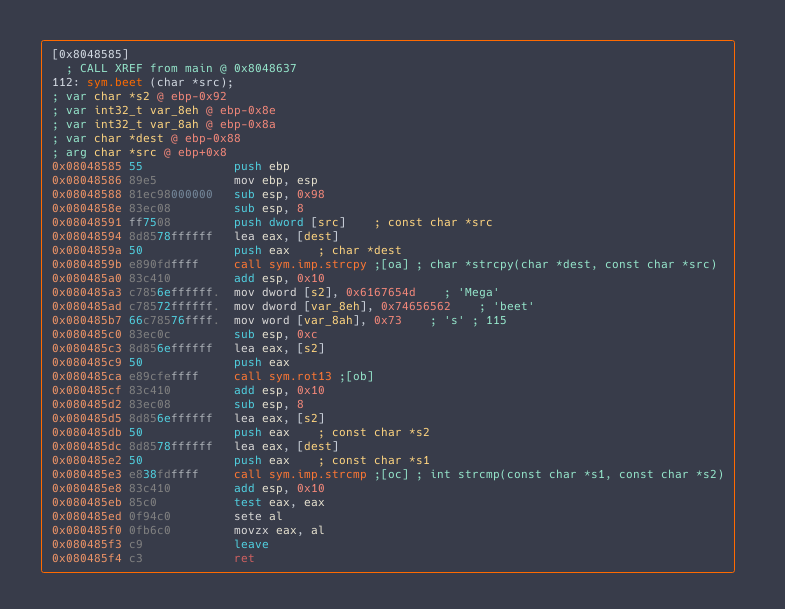 [0x8048585]
; CALL XREF from main @ 0x8048637
112: sym.beet (char *src);
; var char *s2 @ ebp-0x92
; var int32_t var_8eh @ ebp-0x8e
; var int32_t var_8ah @ ebp-0x8a
; var char *dest @ ebp-0x88
; arg char *src @ ebp+0x8
0x08048585 55 push ebp
0x08048586 89e5 mov ebp, esp
0x08048588 81ec98000000 sub esp, 0x98
0x0804858e 83ec08 sub esp, 8
0x08048591 ff7508 push dword [src] ; const char *src
0x08048594 8d8578ffffff lea eax, [dest]
0x0804859a 50 push eax ; char *dest
0x0804859b e890fdffff call sym.imp.strcpy ;[oa] ; char *strcpy(char *dest, const char *src)
0x080485a0 83c410 add esp, 0x10
0x080485a3 c7856effffff. mov dword [s2], 0x6167654d ; 'Mega'
0x080485ad c78572ffffff. mov dword [var_8eh], 0x74656562 ; 'beet'
0x080485b7 66c78576ffff. mov word [var_8ah], 0x73 ; 's' ; 115
0x080485c0 83ec0c sub esp, 0xc
0x080485c3 8d856effffff lea eax, [s2]
0x080485c9 50 push eax
0x080485ca e89cfeffff call sym.rot13 ;[ob]
0x080485cf 83c410 add esp, 0x10
0x080485d2 83ec08 sub esp, 8
0x080485d5 8d856effffff lea eax, [s2]
0x080485db 50 push eax ; const char *s2
0x080485dc 8d8578ffffff lea eax, [dest]
0x080485e2 50 push eax ; const char *s1
0x080485e3 e838fdffff call sym.imp.strcmp ;[oc] ; int strcmp(const char *s1, const char *s2)
0x080485e8 83c410 add esp, 0x10
0x080485eb 85c0 test eax, eax
0x080485ed 0f94c0 sete al
0x080485f0 0fb6c0 movzx eax, al
0x080485f3 c9 leave
0x080485f4 c3 ret